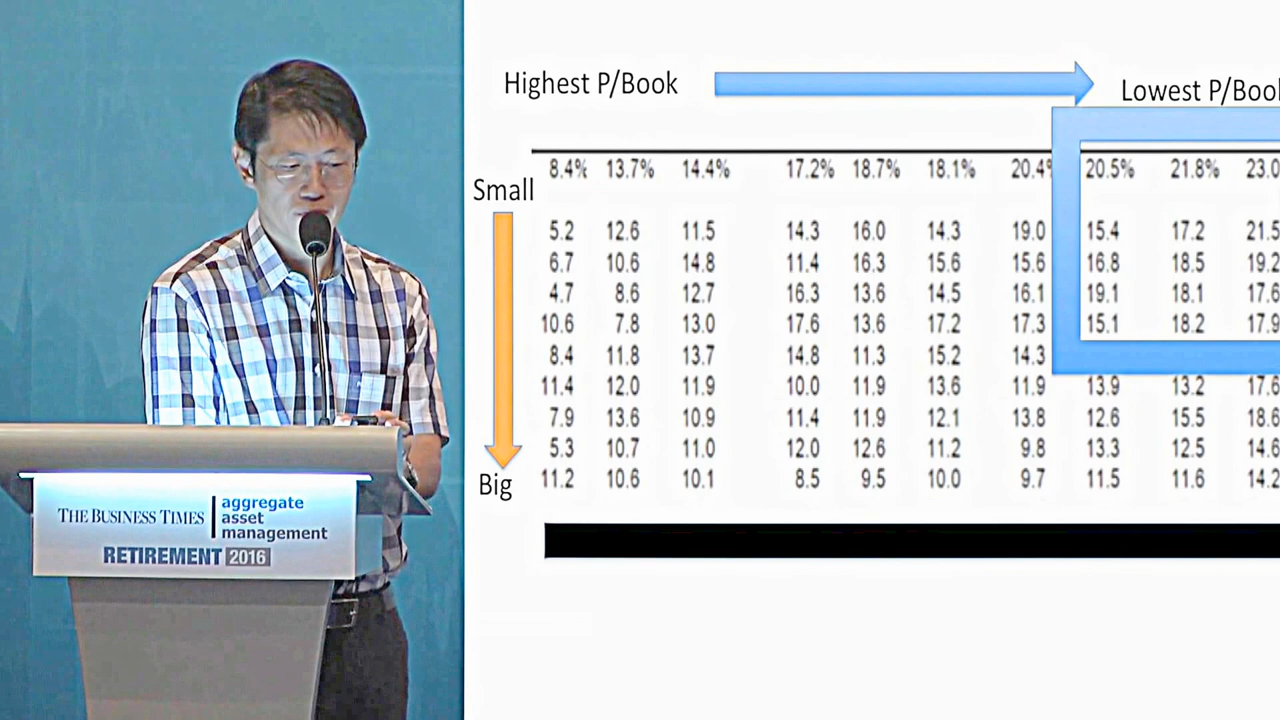 Highest P/Book
Lowest P/Book
8.4% 13.7% 14.4% 17.2% 18.7% 18.1% 20.4% 20.5% 21.8% 23.0
Small
5.2 12.6 11.5 14.3 16.0 14.3 19.0 15.4 17.2 21.5
6.7 10.6 14.8 11.4 16.3 15.6 15.6 16.8 18.5 19.2
4.7 8.6 12.7 16.3 13.6 14.5 16.1 19.1 18.1 17.6
10.6 7.8 13.0 17.6 13.6 17.2 17.3 15.1 18.2 17.9
8.4 11.8 13.7 14.8 11.3 15.2 14.3
11.4 12.0 11.9 10.0 11.9 13.6 11.9 13.9 13.2 17.6
7.9 13.6 10.9 11.4 11.9 12.1 13.8 12.6 15.5 18.6
5.3 10.7 11.0 12.0 12.6 11.2 9.8 13.3 12.5 14.6
Big
11.2 10.6 10.1 8.5 9.5 10.0 9.7 11.5 11.6 14.2
THE BUSINESS TIMES
aggregate
asset
management
RETIREMENT 2016